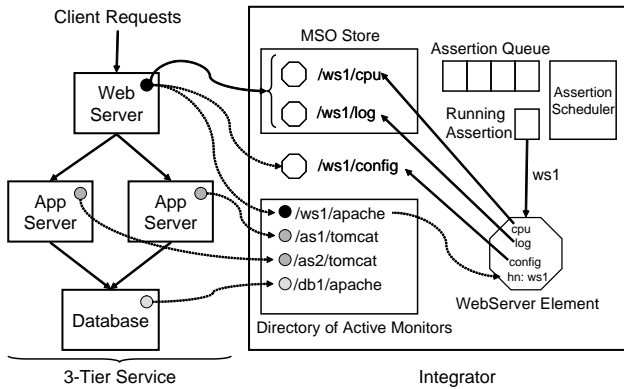 Client Requests
Web
Server
App
Server
App
Server
Database
3-Tier Service
MSO Store
/ws1/cpu
/ws1/log
/ws1/config
/ws1/apache
/as1/tomcat
/as2/tomcat
/db1/apache
Directory of Active Monitors
Assertion Queue
Running
Assertion
Assertion
Scheduler
ws1
cpu
log
config
hn: ws1
WebServer Element
Integrator